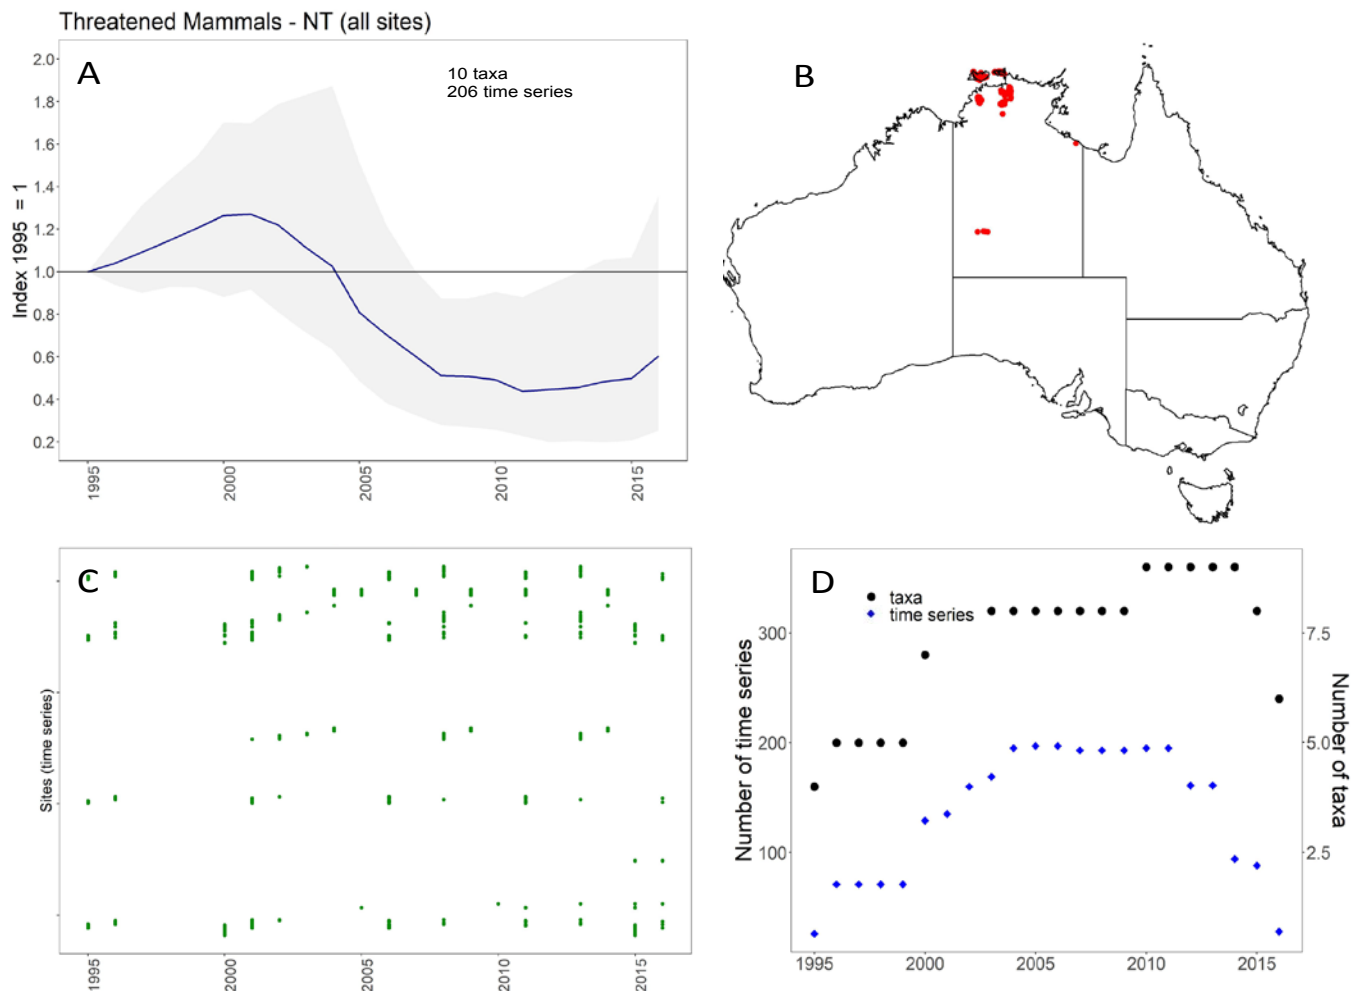 Threatened Mammals - NT (all sites)
A
10 taxa
206 time series
Index 1995 = 1
2.0
1.8
1.6
1.4
1.2
1.0
0.8
0.6
0.4
0.2
1995
2000
2005
2010
2015
B
C
Sites (time series)
1995
2000
2005
2010
2015
D
taxa
time series
Number of time series
300
200
100
7.5
5.0
2.5
Number of taxa
1995
2000
2005
2010
2015